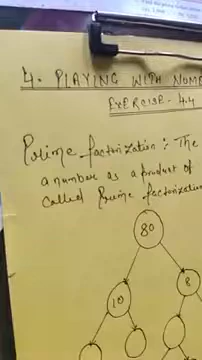 4. PLAYING WITH NUM
EXERCISE - 4.4
Prime factorization :- The
a number as a product of
called Prime factorization
80
10
8